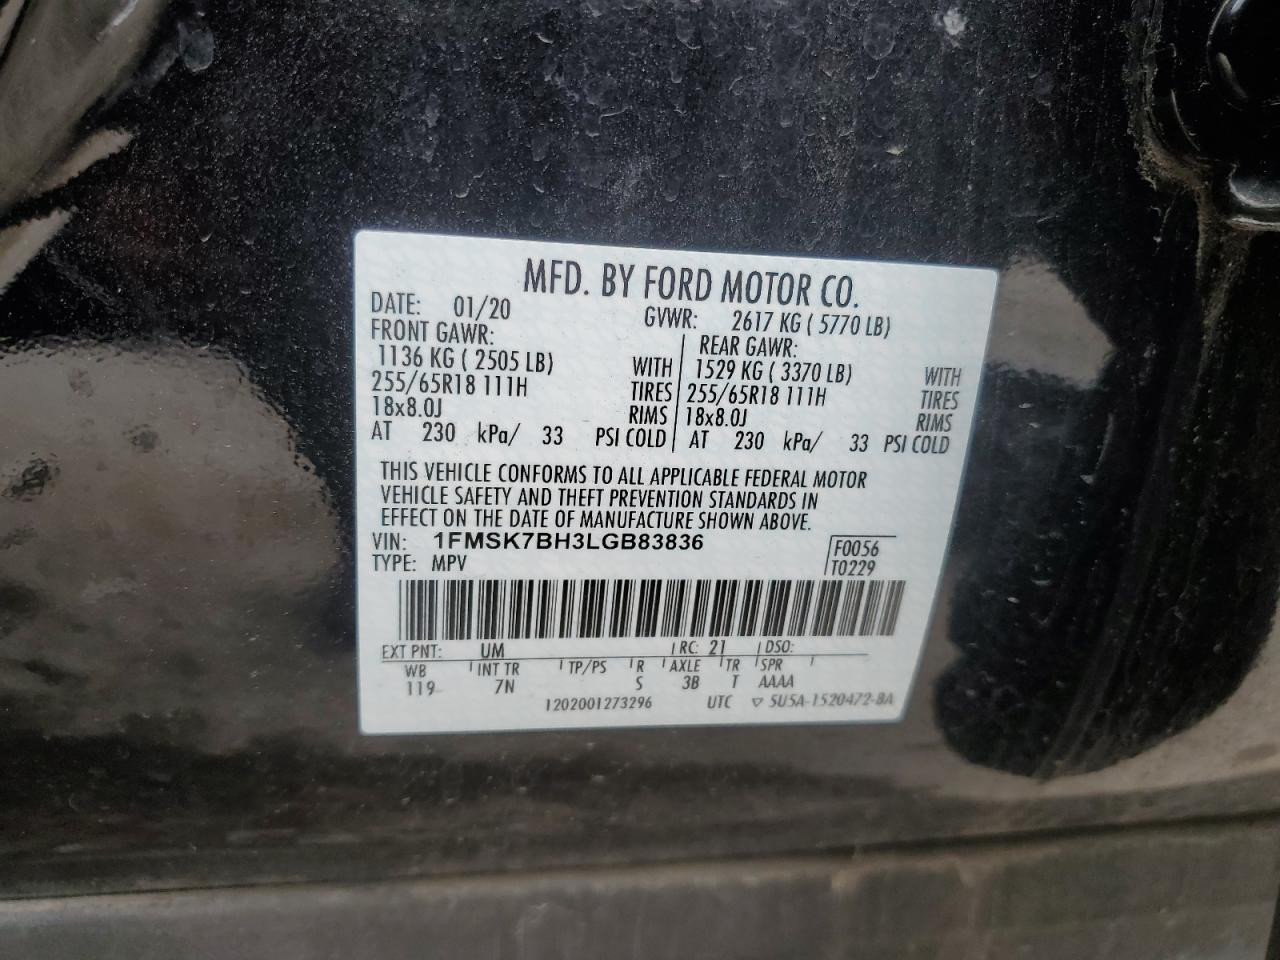 MFD. BY FORD MOTOR CO.
DATE: 01/20 GVWR: 2617 KG ( 5770 LB)
FRONT GAWR: REAR GAWR:
1136 KG ( 2505 LB) WITH 1529 KG ( 3370 LB) WITH
255/65R18 111H TIRES 255/65R18 111H TIRES
18x8.0J RIMS 18x8.0J RIMS
AT 230 kPa/ 33 PSI COLD AT 230 kPa/ 33 PSI COLD
THIS VEHICLE CONFORMS TO ALL APPLICABLE FEDERAL MOTOR
VEHICLE SAFETY AND THEFT PREVENTION STANDARDS IN
EFFECT ON THE DATE OF MANUFACTURE SHOWN ABOVE.
VIN: 1FMSK7BH3LGB83836 F0056
TYPE: MPV T0229
EXT PNT: UM RC: 21 DSO:
WB INT TR TP/PS R AXLE TR SPR
119 7N S 3B T AAAA
1202001273296 UTC ▽ SU5A-1520472-BA